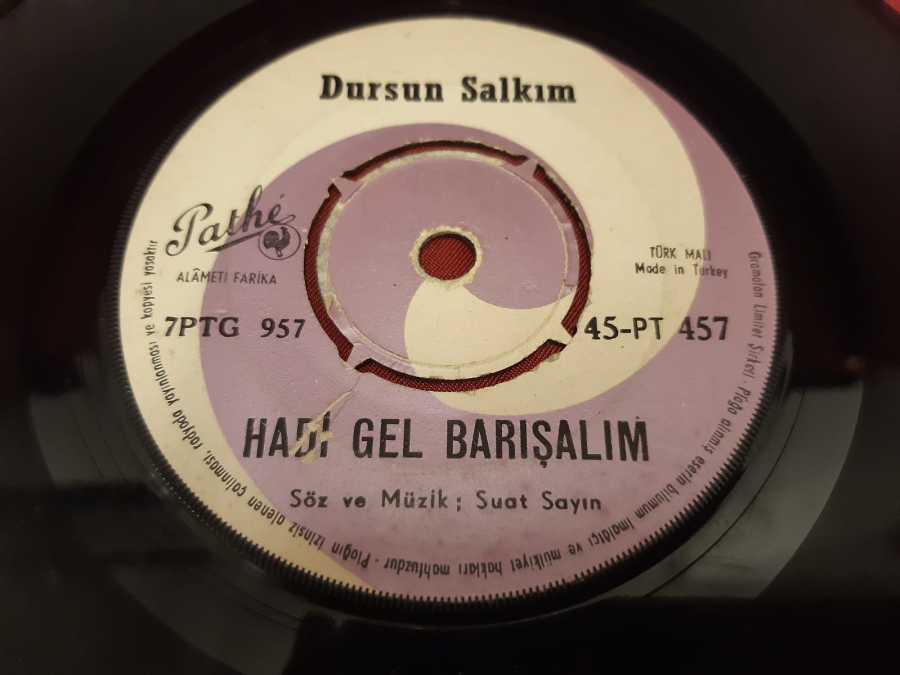 Dursun Salkım
Pathé
ALÂMETİ FARİKA
TÜRK MALI
Made in Turkey
7PTG 957
45-PT 457
HADİ GEL BARIŞALIM
Söz ve Müzik; Suat Sayın
Gramofon Limitet Şirketi - Plağa alınmış eserin bilumum imalâtçı ve mülkiyet hakları mahfuzdur - Plağın izinsiz alenen çalınması, radyoda yayınlanması ve kopyesi yasaktır